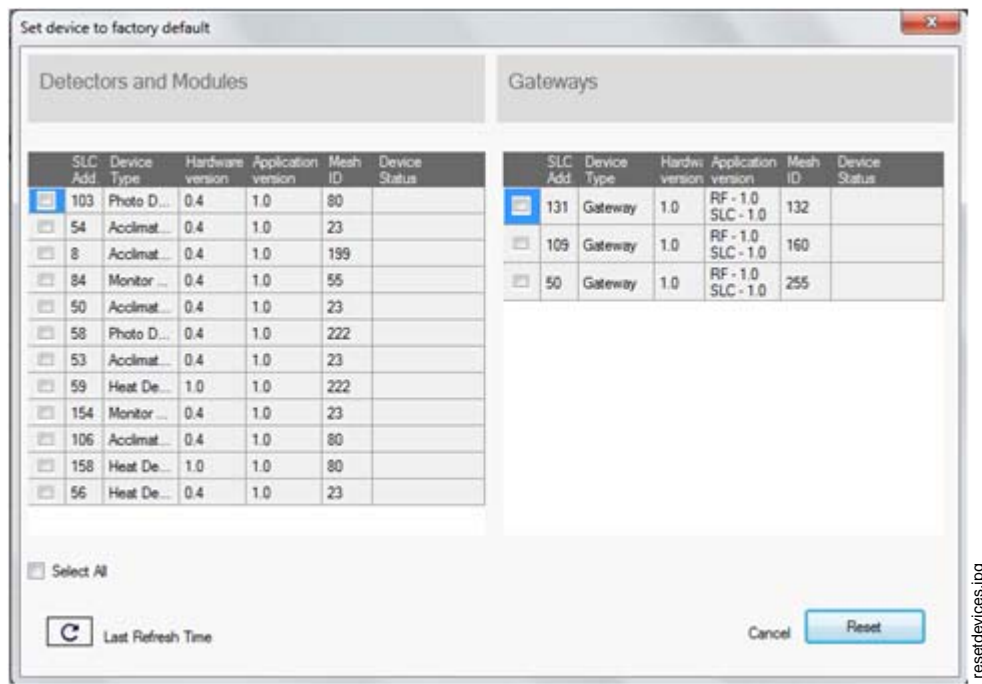 Set device to factory default
Detectors and Modules
Gateways
SLC Add Device Type Hardware version Application version Mesh ID Device Status
103 Photo D... 0.4 1.0 80
54 Acclimat... 0.4 1.0 23
8 Acclimat... 0.4 1.0 199
84 Monitor ... 0.4 1.0 55
50 Acclimat... 0.4 1.0 23
58 Photo D... 0.4 1.0 222
53 Acclimat... 0.4 1.0 23
59 Heat De... 1.0 1.0 222
154 Monitor ... 0.4 1.0 23
106 Acclimat... 0.4 1.0 80
158 Heat De... 1.0 1.0 80
56 Heat De... 0.4 1.0 23
SLC Add Device Type Hardw version Application version Mesh ID Device Status
131 Gateway 1.0 RF - 1.0 SLC - 1.0 132
109 Gateway 1.0 RF - 1.0 SLC - 1.0 160
50 Gateway 1.0 RF - 1.0 SLC - 1.0 255
Select All
Last Refresh Time
Cancel
Reset
resetdevices.jpg